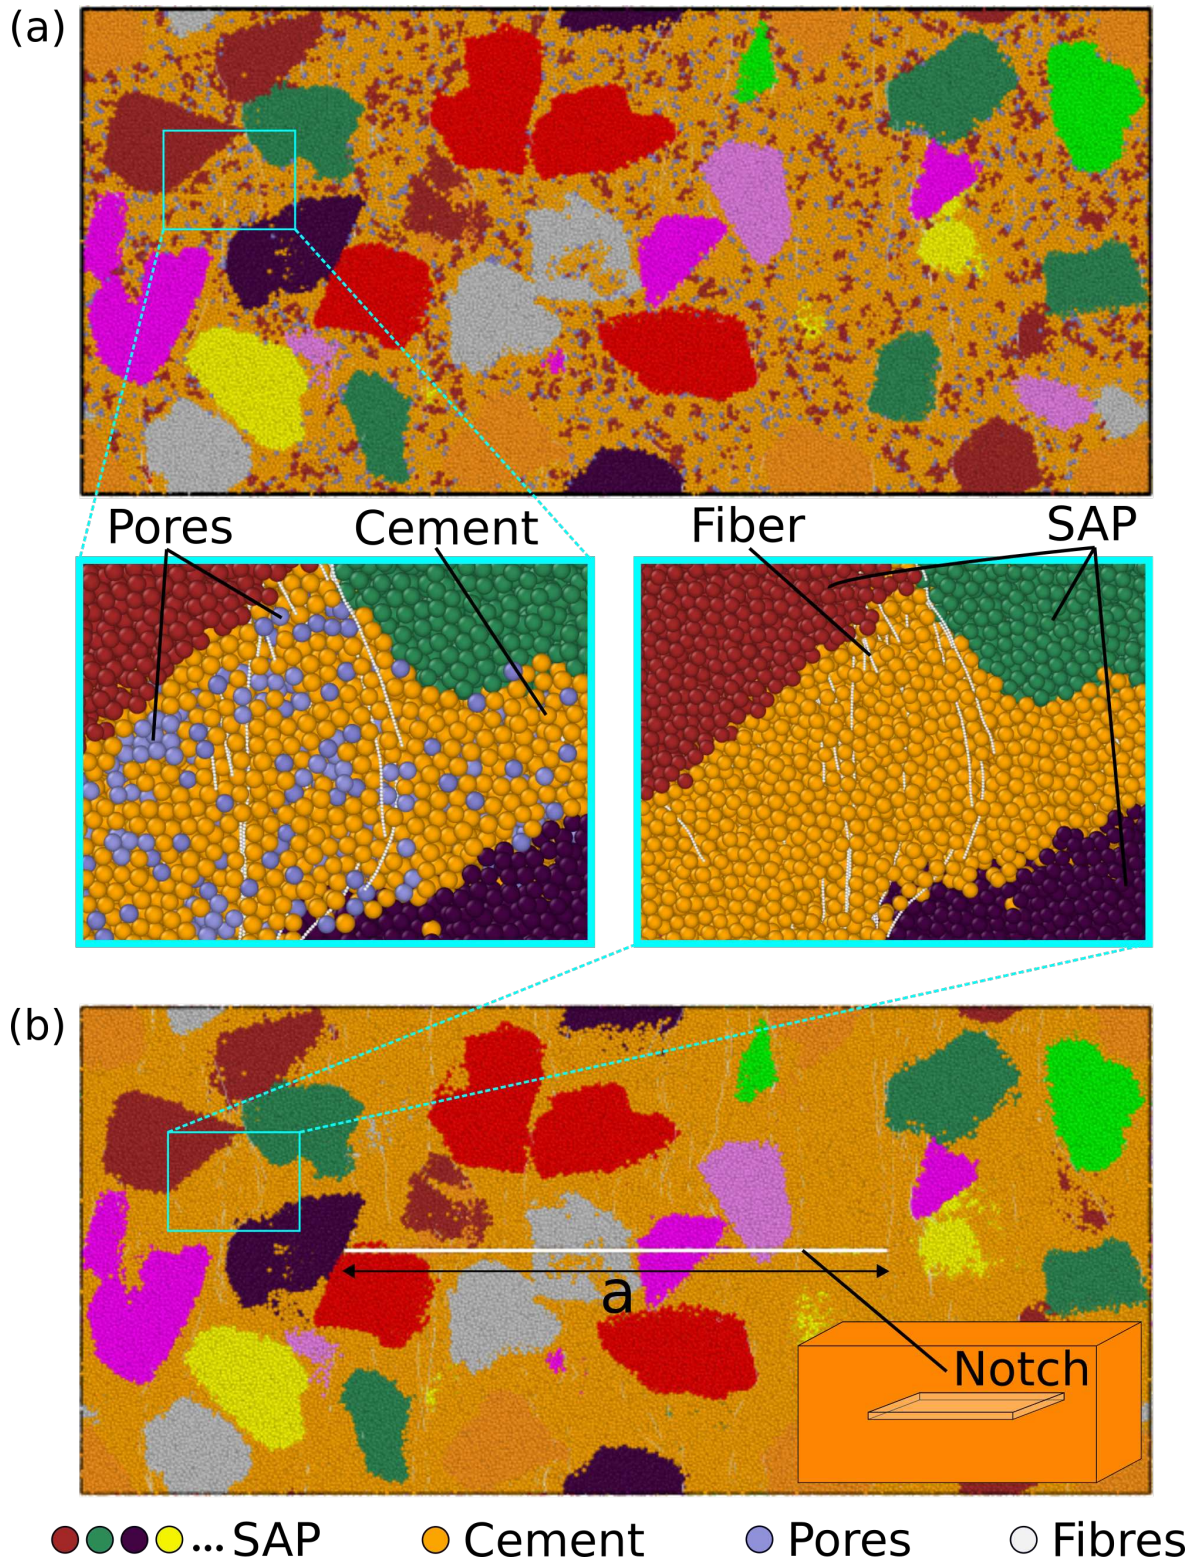 (a)
Pores
Cement
Fiber
SAP
(b)
a
Notch
... SAP
Cement
Pores
Fibres